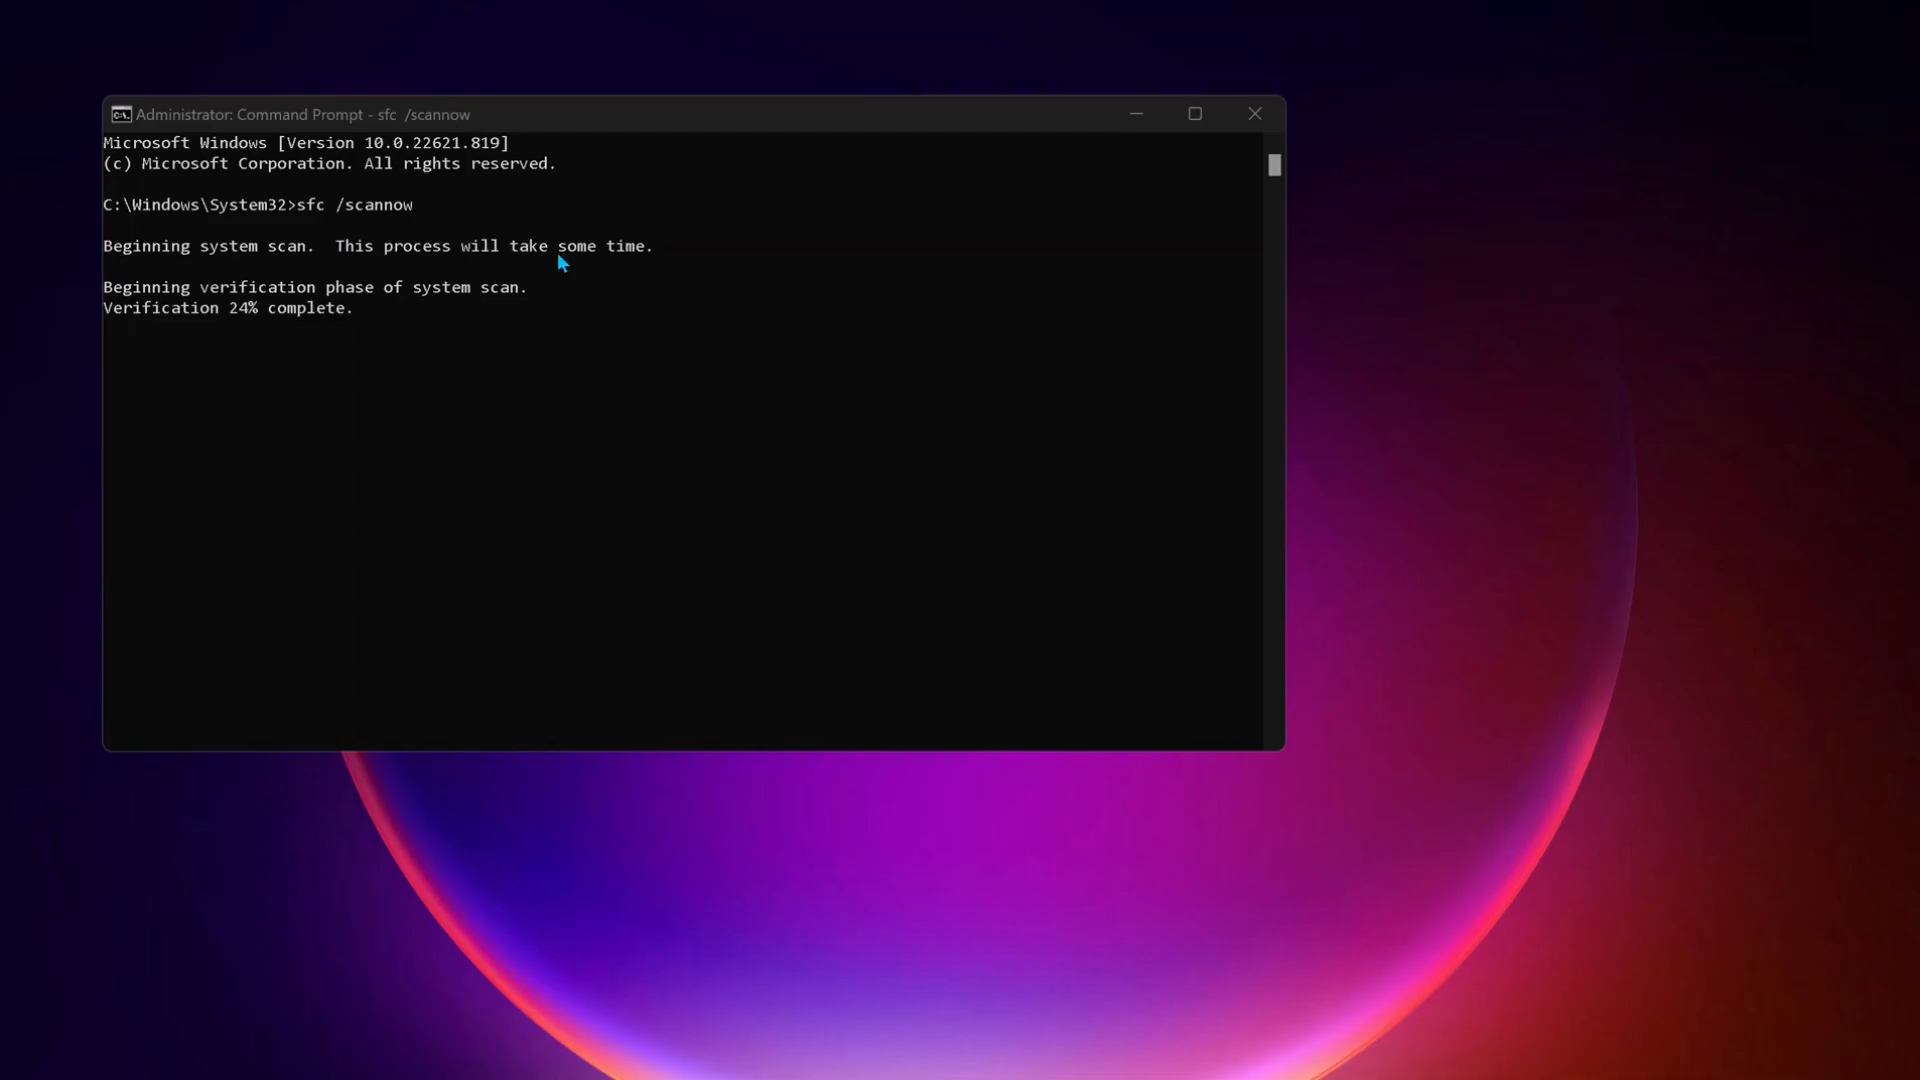 Administrator: Command Prompt - sfc  /scannow
Microsoft Windows [Version 10.0.22621.819]
(c) Microsoft Corporation. All rights reserved.
C:\Windows\System32>sfc /scannow
Beginning system scan.  This process will take some time.
Beginning verification phase of system scan.
Verification 24% complete.